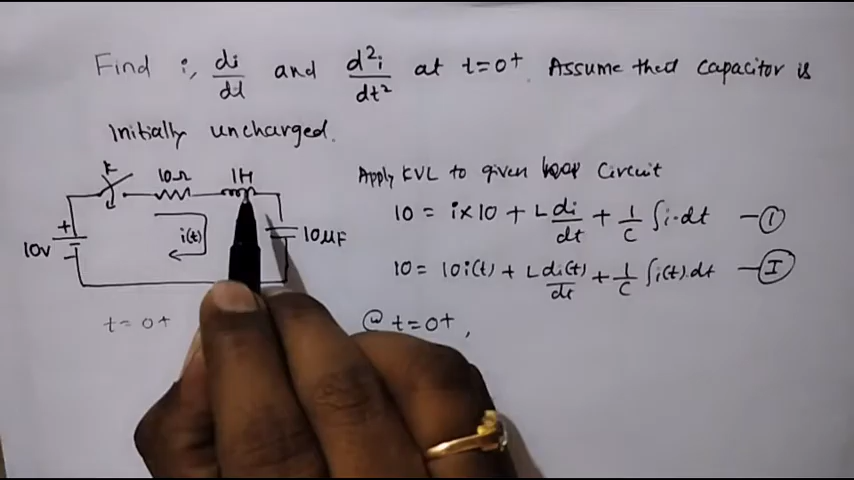 Find i, di/dt and d²i/dt² at t=0⁺. Assume thed capacitor is
Initially uncharged.
K 10Ω 1H
10V + i(t) 10μF
t=0+
Apply KVL to given loop Circuit
10 = i×10 + L di/dt + 1/C ∫i·dt —①
10 = 10i(t) + L di(t)/dt + 1/C ∫i(t).dt —Ⓘ
@ t=0+,